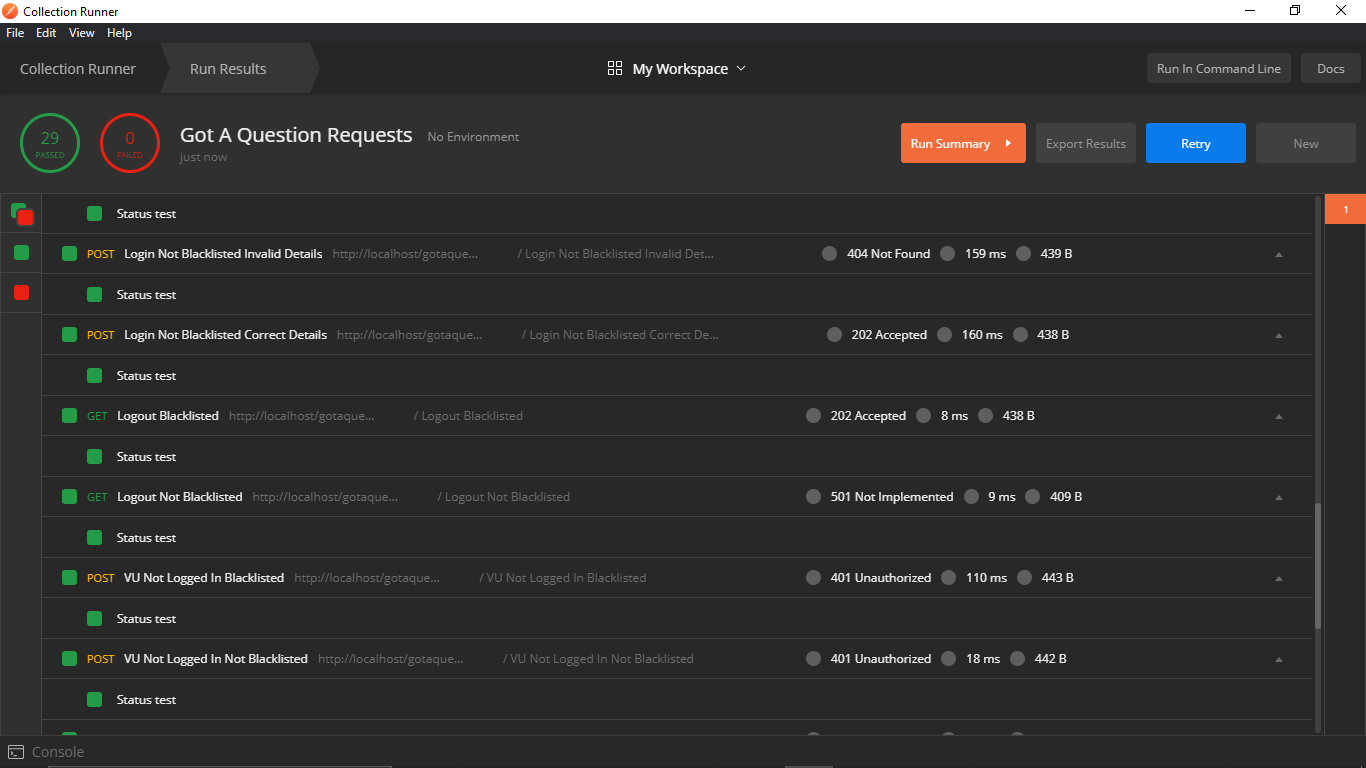 Collection Runner
File Edit View Help
Collection Runner Run Results My Workspace Run In Command Line Docs
29 PASSED 0 FAILED Got A Question Requests No Environment Run Summary Export Results Retry New
just now
Status test 1
POST Login Not Blacklisted Invalid Details http://localhost/gotaque... / Login Not Blacklisted Invalid Det... 404 Not Found 159 ms 439 B
Status test
POST Login Not Blacklisted Correct Details http://localhost/gotaque... / Login Not Blacklisted Correct De... 202 Accepted 160 ms 438 B
Status test
GET Logout Blacklisted http://localhost/gotaque... / Logout Blacklisted 202 Accepted 8 ms 438 B
Status test
GET Logout Not Blacklisted http://localhost/gotaque... / Logout Not Blacklisted 501 Not Implemented 9 ms 409 B
Status test
POST VU Not Logged In Blacklisted http://localhost/gotaque... / VU Not Logged In Blacklisted 401 Unauthorized 110 ms 443 B
Status test
POST VU Not Logged In Not Blacklisted http://localhost/gotaque... / VU Not Logged In Not Blacklisted 401 Unauthorized 18 ms 442 B
Status test
Console